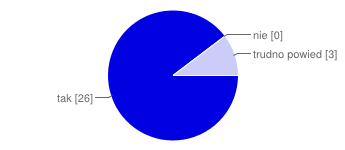 nie [0]
trudno powied [3]
tak [26]